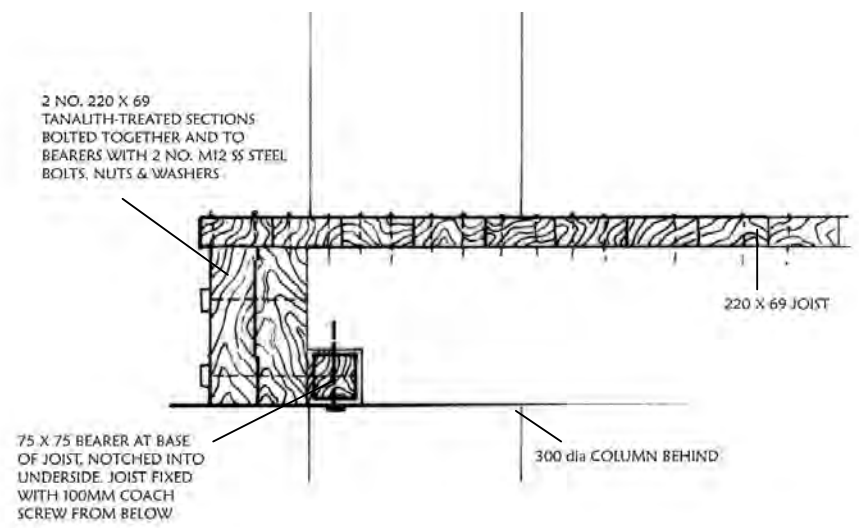 2 NO. 220 X 69
TANALITH-TREATED SECTIONS
BOLTED TOGETHER AND TO
BEARERS WITH 2 NO. M12 SS STEEL
BOLTS, NUTS & WASHERS
220 X 69 JOIST
75 X 75 BEARER AT BASE
OF JOIST, NOTCHED INTO
UNDERSIDE. JOIST FIXED
WITH 100MM COACH
SCREW FROM BELOW
300 dia COLUMN BEHIND